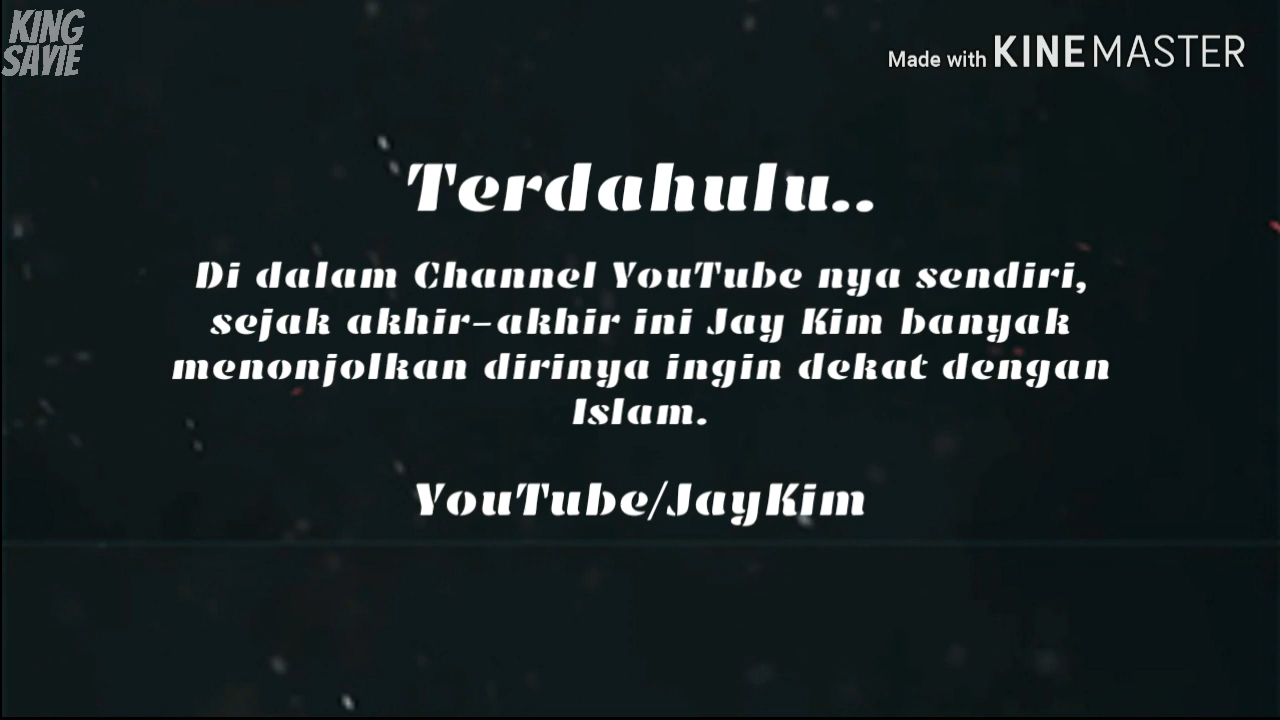 KING
SAVIE
Made with KINEMASTER
Terdahulu..
Di dalam Channel YouTube nya sendiri,
sejak akhir-akhir ini Jay Kim banyak
menonjolkan dirinya ingin dekat dengan
Islam.
YouTube/JayKim